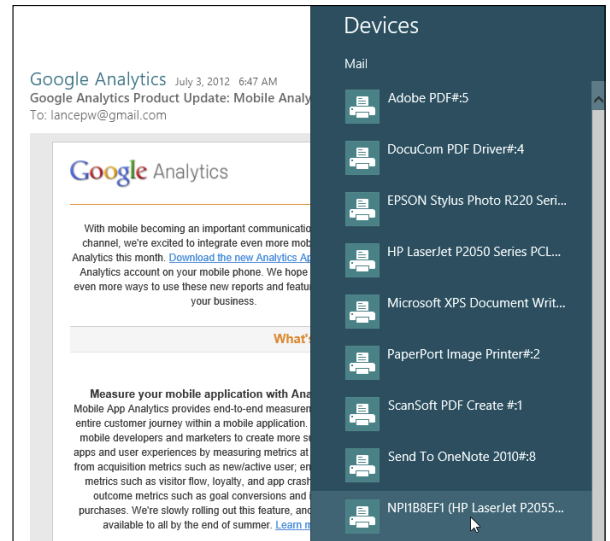 Google Analytics July 3, 2012 6:47 AM
Google Analytics Product Update: Mobile Analy
To: lancepw@gmail.com
Google Analytics
With mobile becoming an important communicatio
channel, we're excited to integrate even more mob
Analytics this month. Download the new Analytics Ap
Analytics account on your mobile phone. We hope
even more ways to use these new reports and featu
your business.
What's
Measure your mobile application with Ana
Mobile App Analytics provides end-to-end measuren
entire customer journey within a mobile application.
mobile developers and marketers to create more su
apps and user experiences by measuring metrics at
from acquisition metrics such as new/active user; en
metrics such as visitor flow, loyalty, and app crash
outcome metrics such as goal conversions and i
purchases. We're slowly rolling out this feature, and
available to all by the end of summer. Learn m
Devices
Mail
Adobe PDF#:5
DocuCom PDF Driver#:4
EPSON Stylus Photo R220 Seri...
HP LaserJet P2050 Series PCL...
Microsoft XPS Document Writ...
PaperPort Image Printer#:2
ScanSoft PDF Create #:1
Send To OneNote 2010#:8
NPI1B8EF1 (HP LaserJet P2055...